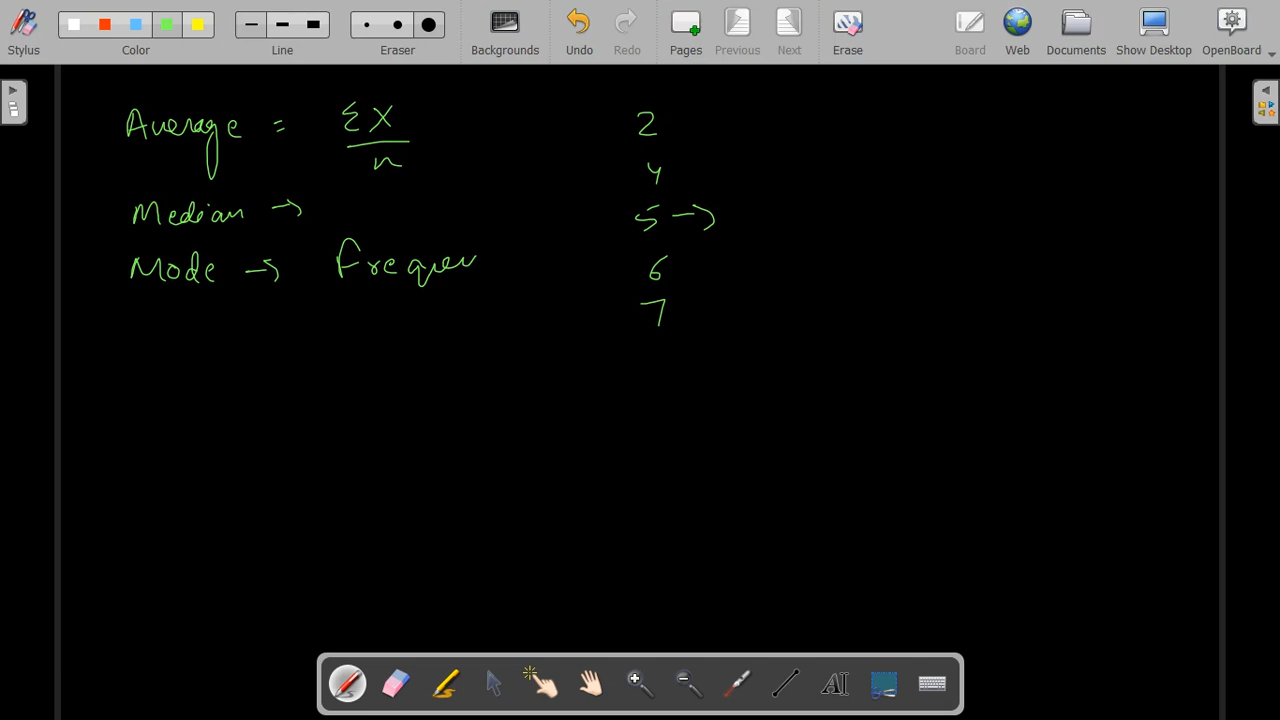 Stylus Color Line Eraser Backgrounds Undo Redo Pages Previous Next Erase Board Web Documents Show Desktop OpenBoard
Average = ΣX/n
Median →
Mode → Frequen
2
4
5 →
6
7
AI